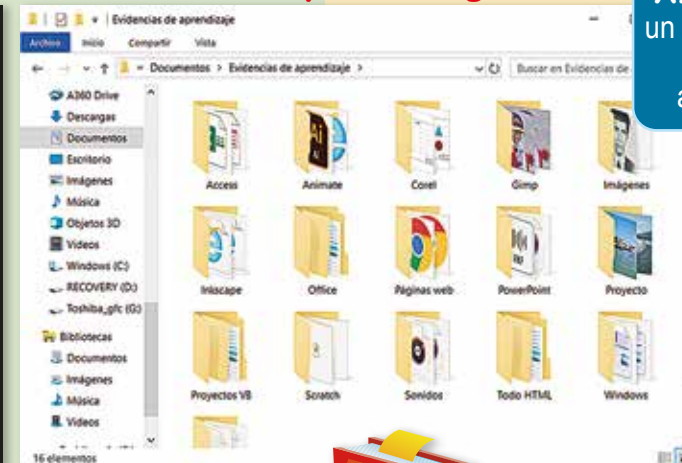 Evidencias de aprendizaje
Archivo Inicio Compartir Vista
Documentos > Evidencias de aprendizaje >
Buscar en Evidencias de
un
a
A360 Drive
Descargas
Documentos
Escritorio
Imágenes
Música
Objetos 3D
Videos
Windows (C:)
RECOVERY (D:)
Toshiba_gfc (G:)
Bibliotecas
Documentos
Imágenes
Música
Videos
Access Animate Corel Gimp Imágenes
Inkscape Office Páginas web PowerPoint Proyecto
Proyectos VB Scratch Sonidos Todo HTML Windows
16 elementos